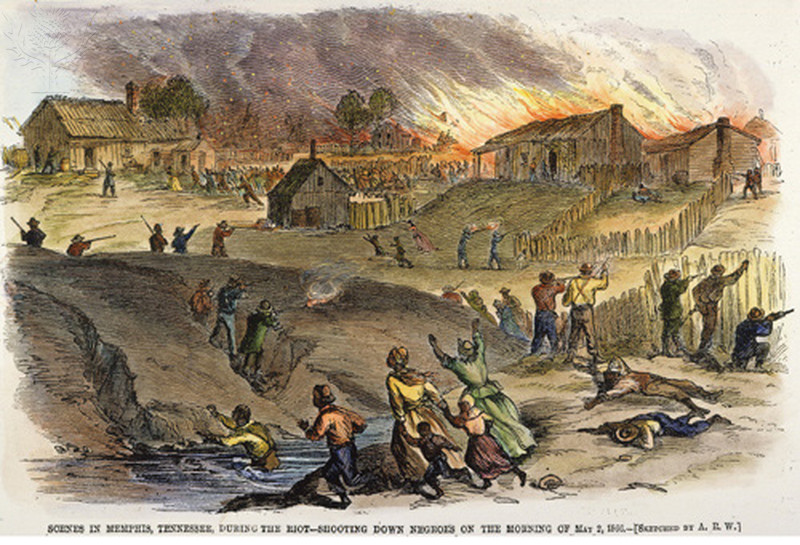 SCENES IN MEMPHIS, TENNESSEE, DURING THE RIOT—SHOOTING DOWN NEGROES ON THE MORNING OF MAY 2, 1866.—[SKETCHED BY A. R. W.]